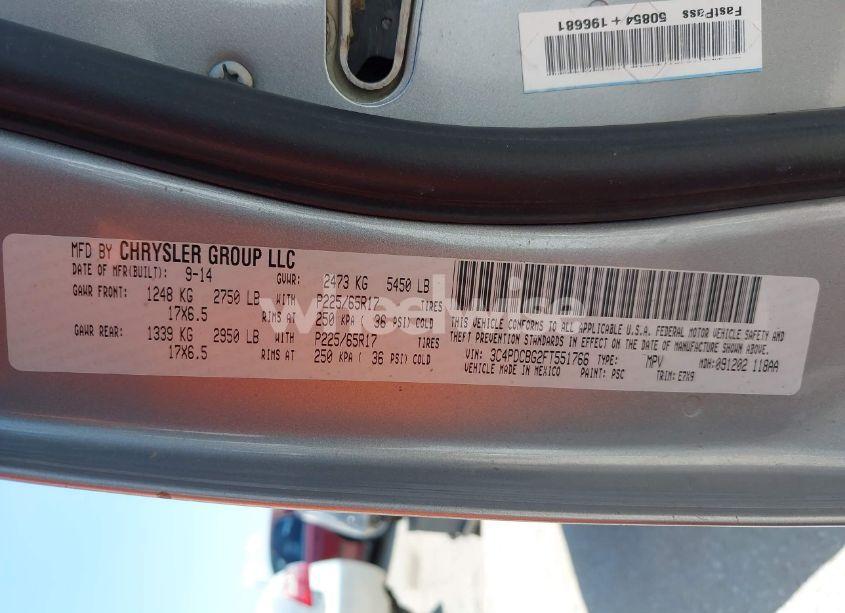 FastPass 50854+196681
MFD BY CHRYSLER GROUP LLC
DATE OF MFR(BUILT): 9-14 GVWR: 2473 KG 5450 LB
GAWR FRONT: 1248 KG 2750 LB WITH P225/65R17 TIRES
17X6.5 RIMS AT 250 KPA ( 36 PSI) COLD
GAWR REAR: 1339 KG 2950 LB WITH P225/65R17 TIRES
17X6.5 RIMS AT 250 KPA ( 36 PSI) COLD
THIS VEHICLE CONFORMS TO ALL APPLICABLE U.S.A. FEDERAL MOTOR VEHICLE SAFETY AND
THEFT PREVENTION STANDARDS IN EFFECT ON THE DATE OF MANUFACTURE SHOWN ABOVE.
VIN: 3C4PDCBG2FT551766 TYPE: MPV MDH:091202 118AA
VEHICLE MADE IN MEXICO PAINT: PSC TRIM: E7X9